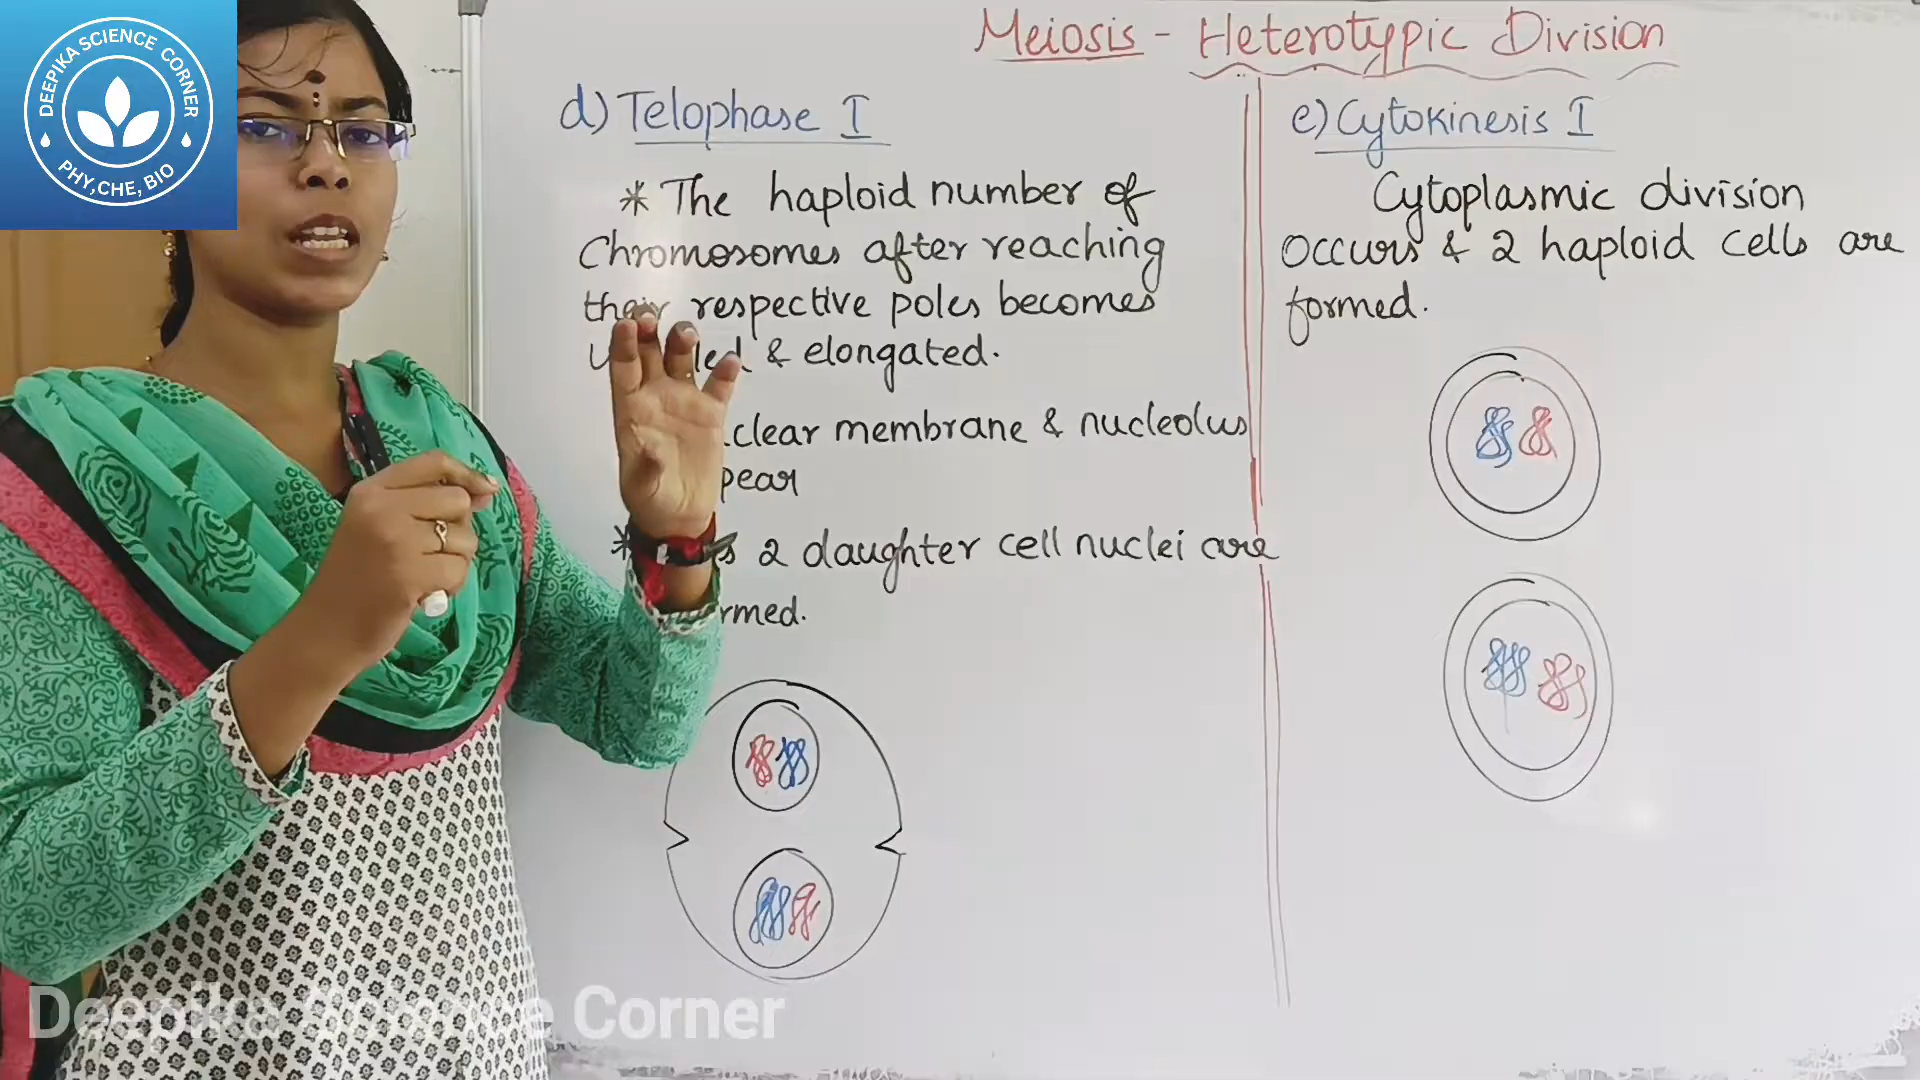 DEEPIKA SCIENCE CORNER
PHY,CHE, BIO
Meiosis - Heterotypic Division
d) Telophase I
* The haploid number of
Chromosomes after reaching
their respective poles becomes
& elongated.
clear membrane & nucleolus
pear
* 2 daughter cell nuclei are
rmed.
e) Cytokinesis I
Cytoplasmic division
Occurs & 2 haploid cells are
formed.
Deepika Science Corner